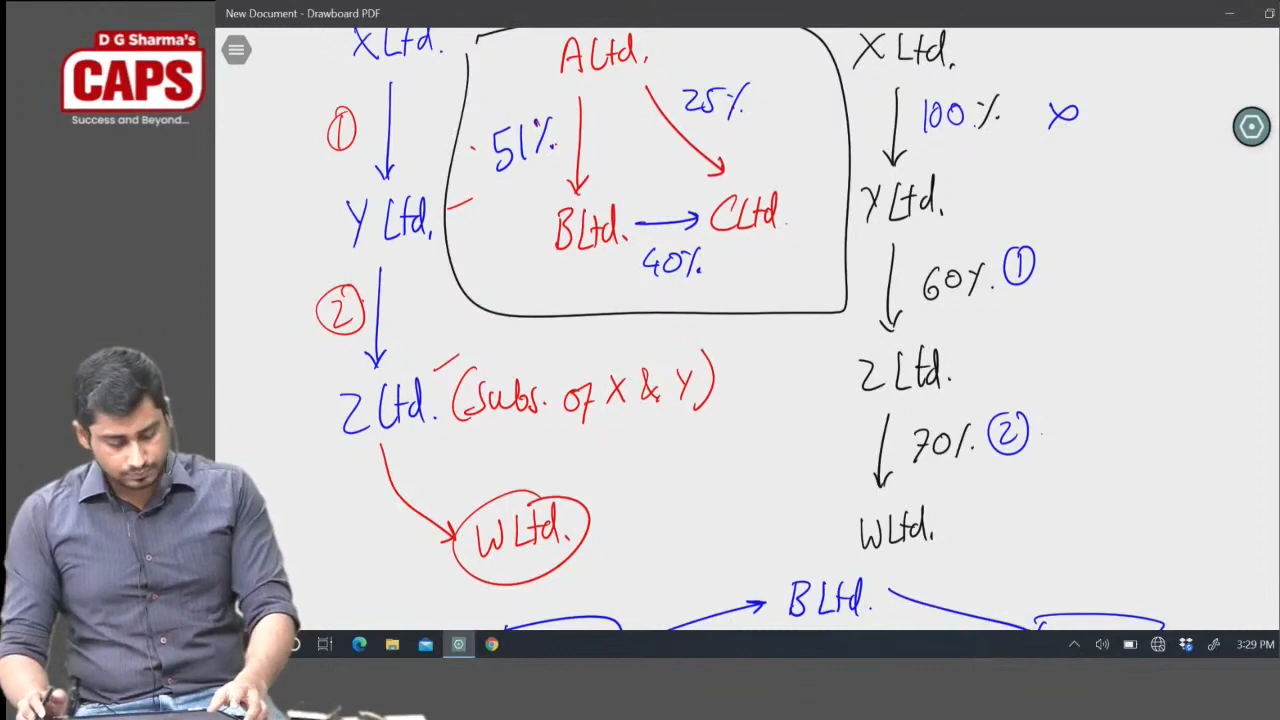 New Document - Drawboard PDF
D G Sharma's
CAPS
Success and Beyond...
X Ltd.
①
Y Ltd.
②
Z Ltd. (Subs. of X & Y)
W Ltd.
A Ltd.
51%
25%
B Ltd.
C Ltd.
40%
X Ltd.
100%
Y Ltd.
60% ①
Z Ltd.
70% ②
W Ltd.
B Ltd.
3:29 PM